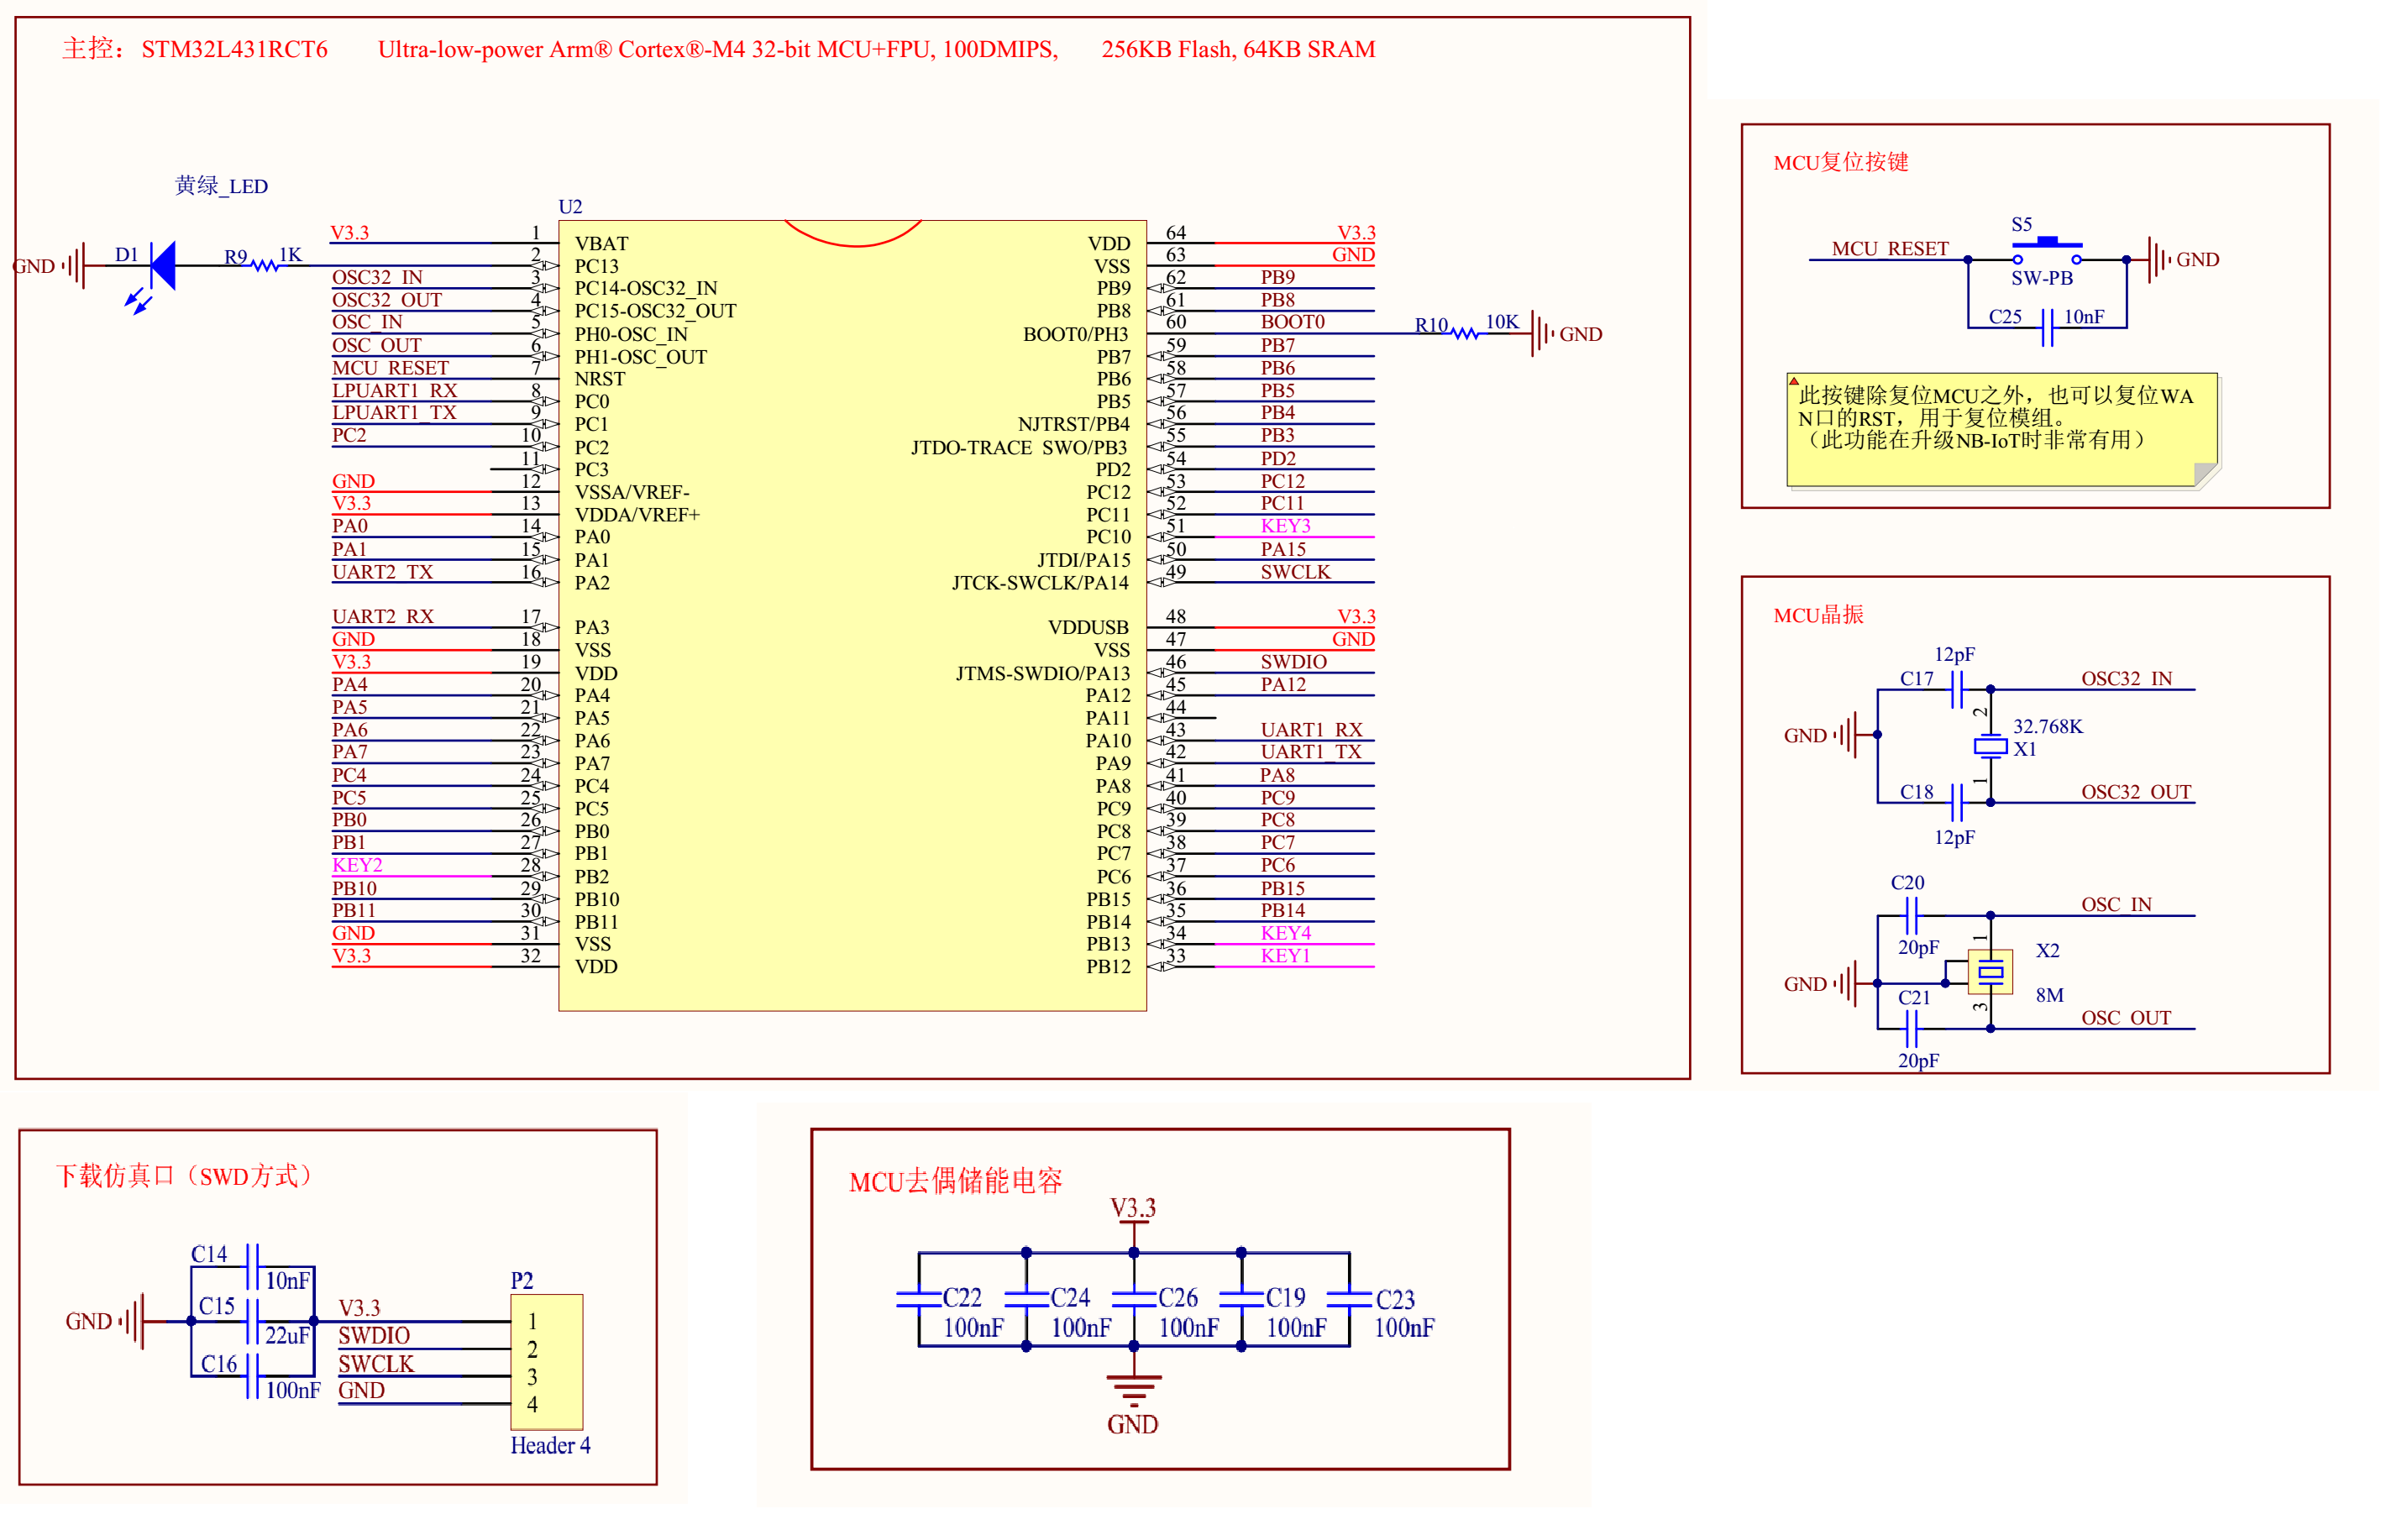 主控： STM32L431RCT6 Ultra-low-power Arm® Cortex®-M4 32-bit MCU+FPU, 100DMIPS, 256KB Flash, 64KB SRAM
黄绿_LED
GND D1 R9 1K
U2
V3.3 1 VBAT
2 PC13
OSC32_IN 3 PC14-OSC32_IN
OSC32_OUT 4 PC15-OSC32_OUT
OSC_IN 5 PH0-OSC_IN
OSC_OUT 6 PH1-OSC_OUT
MCU_RESET 7 NRST
LPUART1_RX 8 PC0
LPUART1_TX 9 PC1
PC2 10 PC2
11 PC3
GND 12 VSSA/VREF-
V3.3 13 VDDA/VREF+
PA0 14 PA0
PA1 15 PA1
UART2_TX 16 PA2
UART2_RX 17 PA3
GND 18 VSS
V3.3 19 VDD
PA4 20 PA4
PA5 21 PA5
PA6 22 PA6
PA7 23 PA7
PC4 24 PC4
PC5 25 PC5
PB0 26 PB0
PB1 27 PB1
KEY2 28 PB2
PB10 29 PB10
PB11 30 PB11
GND 31 VSS
V3.3 32 VDD
VDD 64 V3.3
VSS 63 GND
PB9 62 PB9
PB8 61 PB8
BOOT0/PH3 60 BOOT0 R10 10K GND
PB7 59 PB7
PB6 58 PB6
PB5 57 PB5
NJTRST/PB4 56 PB4
JTDO-TRACE_SWO/PB3 55 PB3
PD2 54 PD2
PC12 53 PC12
PC11 52 PC11
PC10 51 KEY3
JTDI/PA15 50 PA15
JTCK-SWCLK/PA14 49 SWCLK
VDDUSB 48 V3.3
VSS 47 GND
JTMS-SWDIO/PA13 46 SWDIO
PA12 45 PA12
PA11 44
PA10 43 UART1_RX
PA9 42 UART1_TX
PA8 41 PA8
PC9 40 PC9
PC8 39 PC8
PC7 38 PC7
PC6 37 PC6
PB15 36 PB15
PB14 35 PB14
PB13 34 KEY4
PB12 33 KEY1
MCU复位按键
S5
MCU_RESET GND
SW-PB
C25 10nF
此按键除复位MCU之外，也可以复位WA
N口的RST，用于复位模组。
（此功能在升级NB-IoT时非常有用）
MCU晶振
12pF
C17 OSC32_IN
2
32.768K
GND X1
1
C18 OSC32_OUT
12pF
C20
OSC_IN
20pF 1
X2
GND
C21 8M
3
OSC_OUT
20pF
下载仿真口（SWD方式）
C14
10nF
C15
22uF
C16
100nF
GND
P2
V3.3 1
SWDIO 2
SWCLK 3
GND 4
Header 4
MCU去偶储能电容
V3.3
C22 C24 C26 C19 C23
100nF 100nF 100nF 100nF 100nF
GND